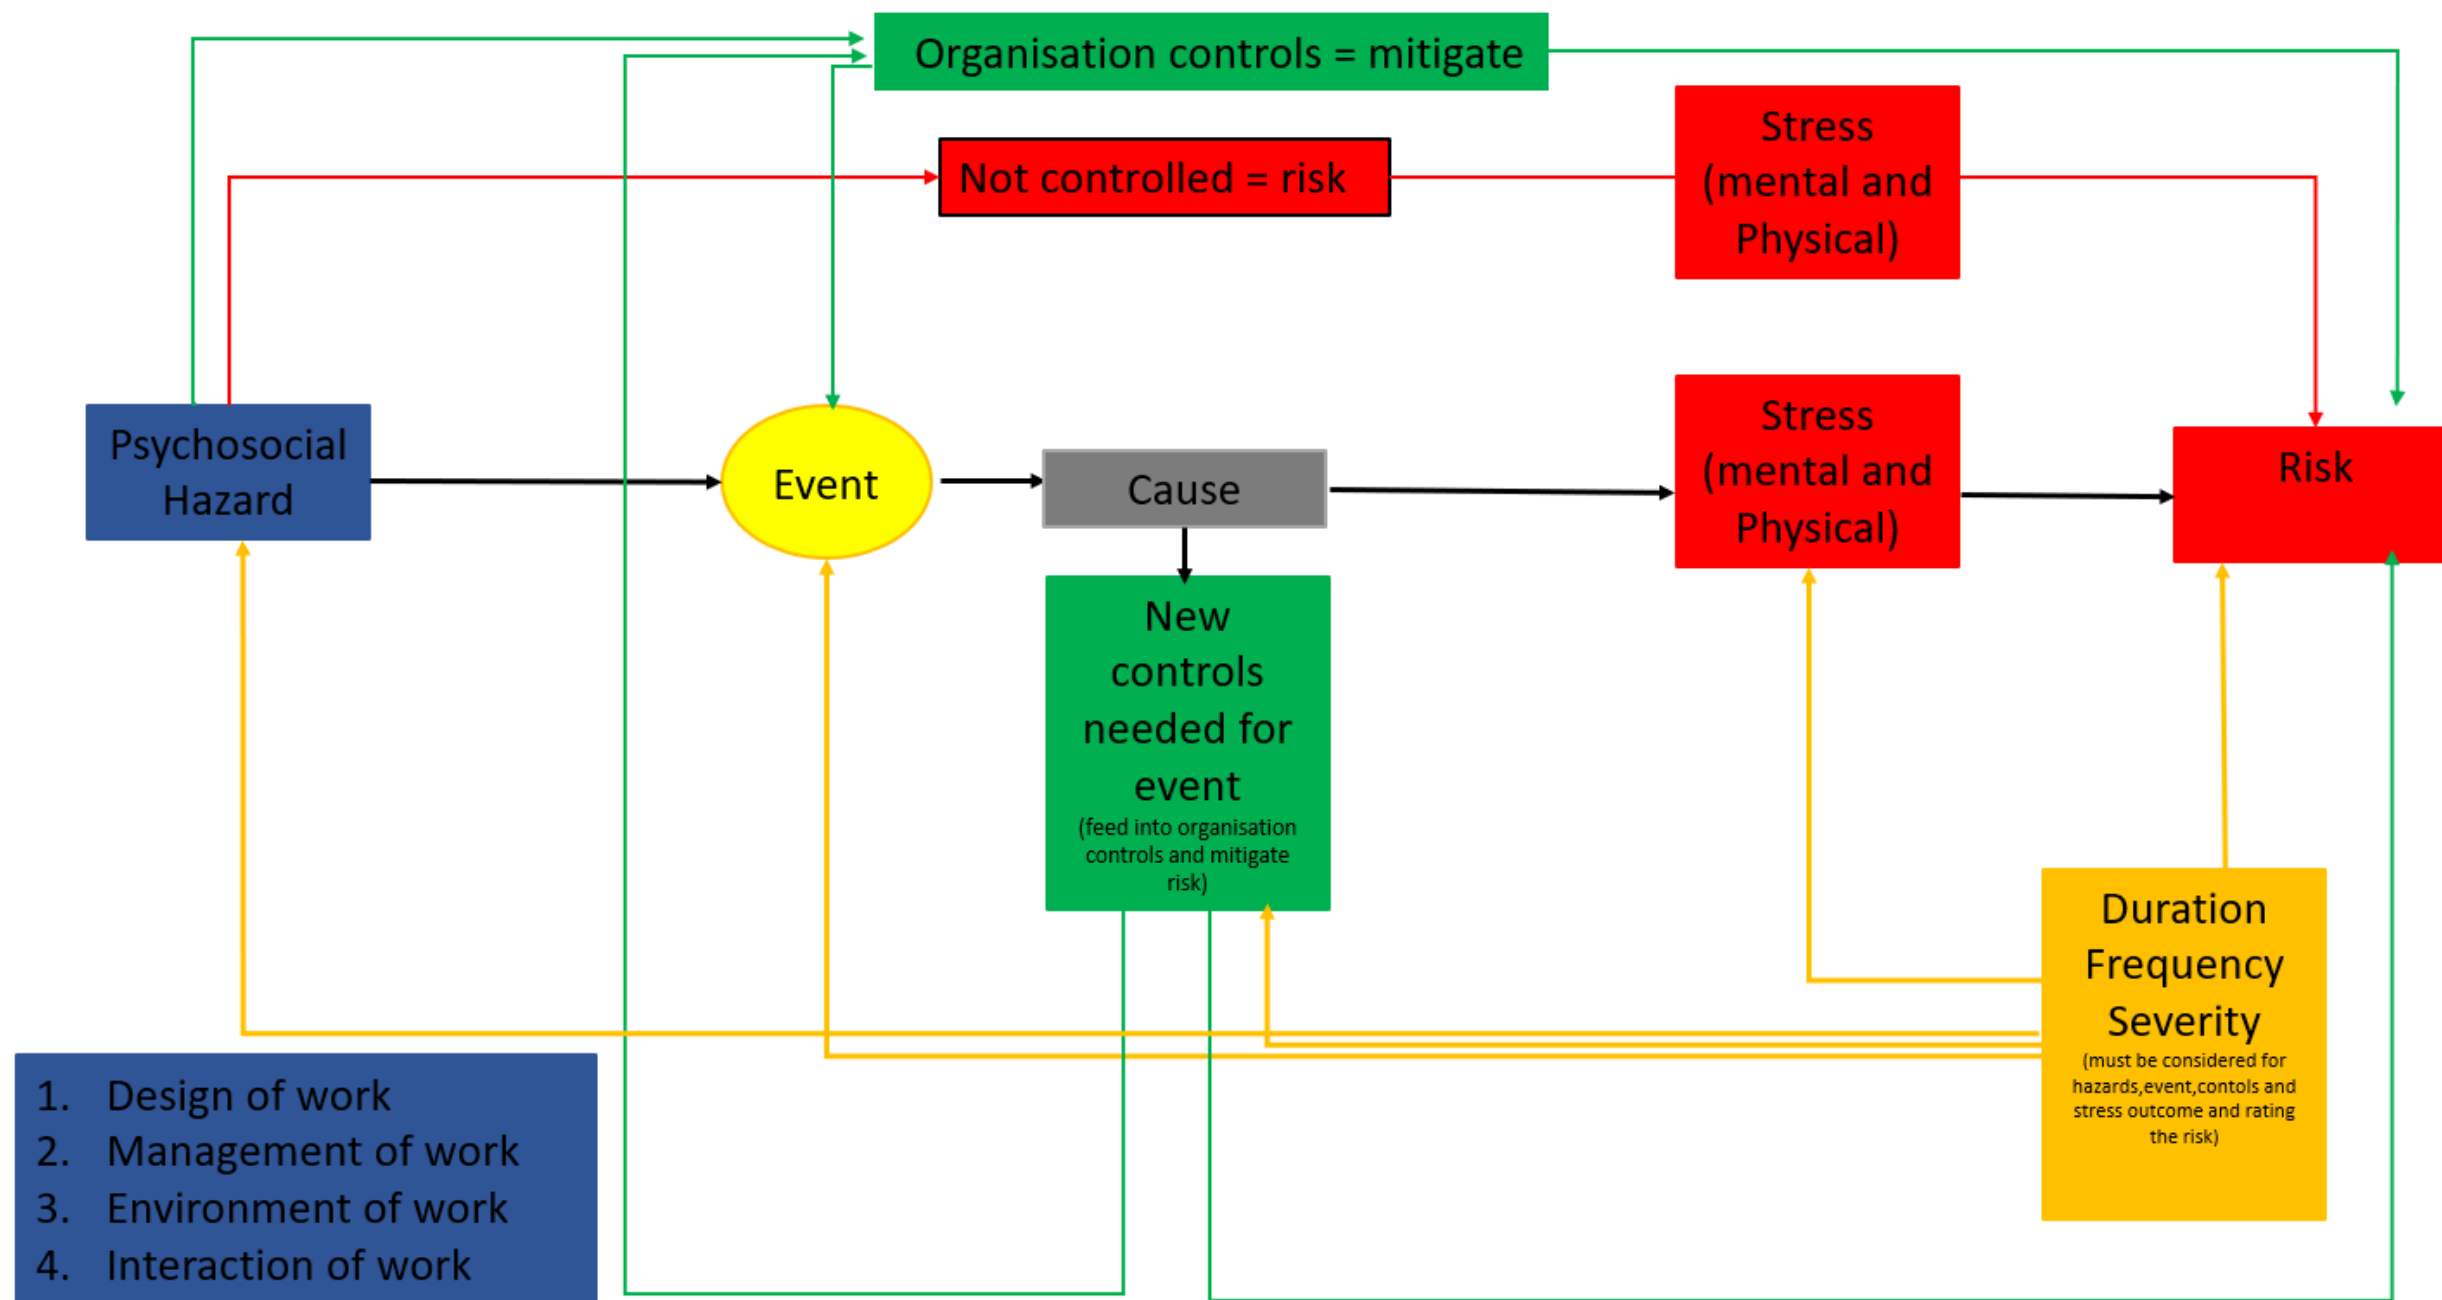 Organisation controls = mitigate
Not controlled = risk
Stress
(mental and
Physical)
Psychosocial
Hazard
Event
Cause
Stress
(mental and
Physical)
Risk
New
controls
needed for
event
(feed into organisation
controls and mitigate
risk)
Duration
Frequency
Severity
(must be considered for
hazards,event,contols and
stress outcome and rating
the risk)
1. Design of work
2. Management of work
3. Environment of work
4. Interaction of work